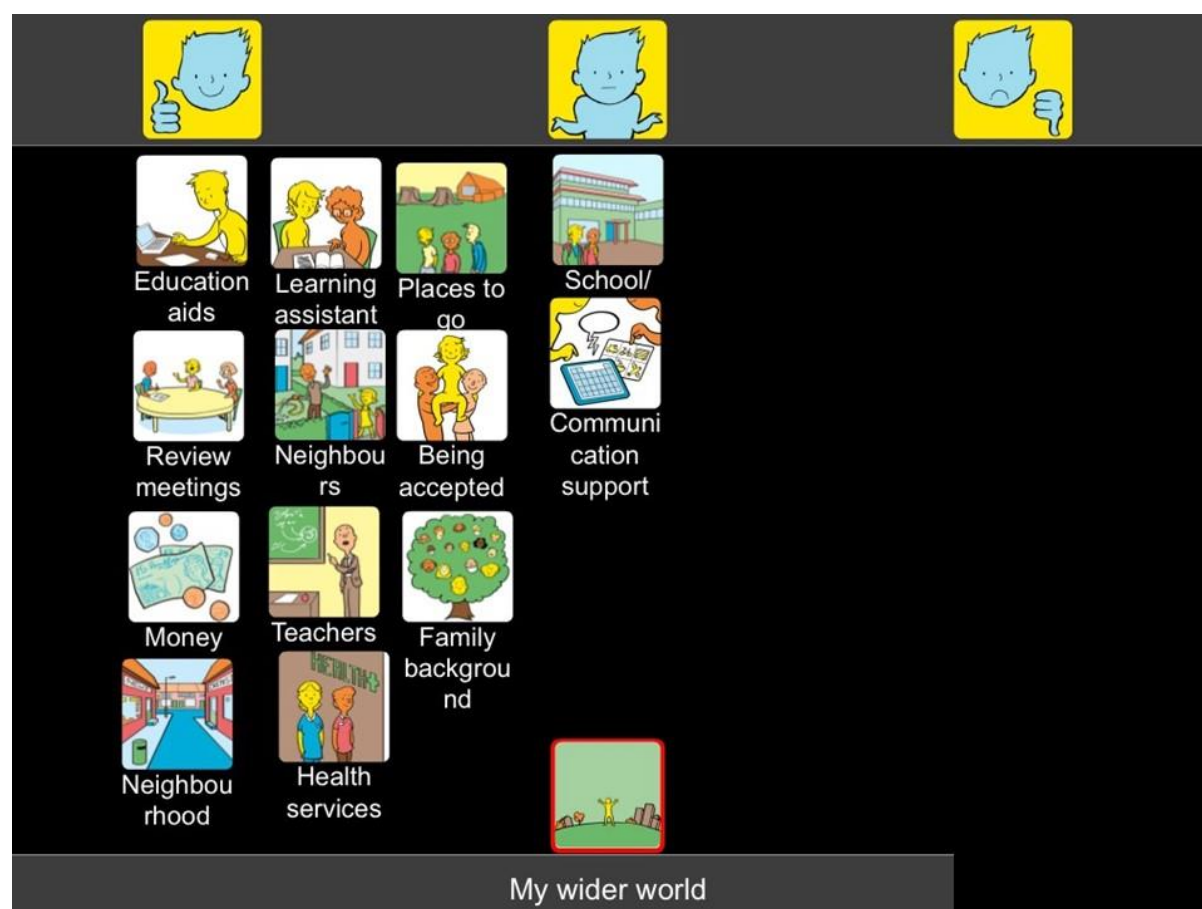 Education
aids
Learning
assistant
Places to
go
School/
Review
meetings
Neighbou
rs
Being
accepted
Communi
cation
support
Money
Teachers
Family
backgrou
nd
Neighbou
rhood
HEALTH+
Health
services
My wider world